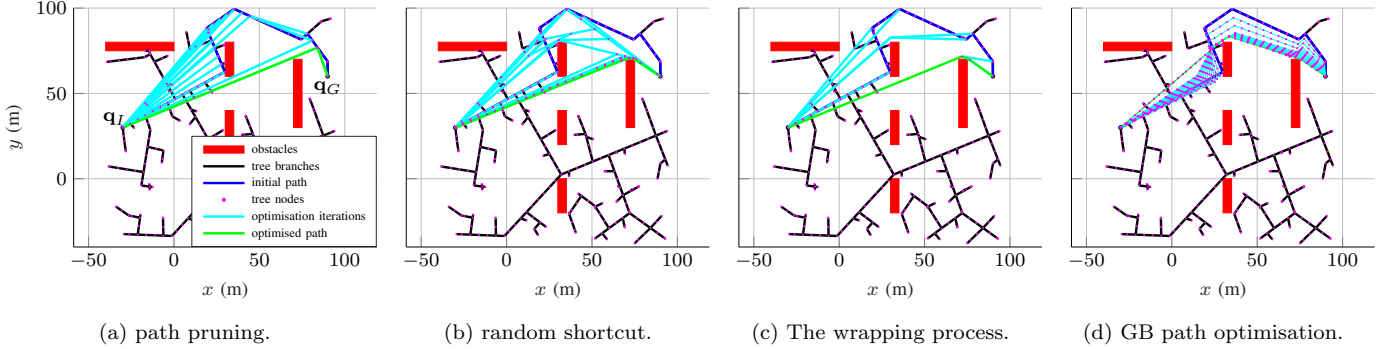 100
50
0
y (m)
q_I
q_G
obstacles
tree branches
initial path
tree nodes
optimisation iterations
optimised path
−50 0 50 100
x (m)
(a) path pruning.
−50 0 50 100
x (m)
(b) random shortcut.
−50 0 50 100
x (m)
(c) The wrapping process.
−50 0 50 100
x (m)
(d) GB path optimisation.